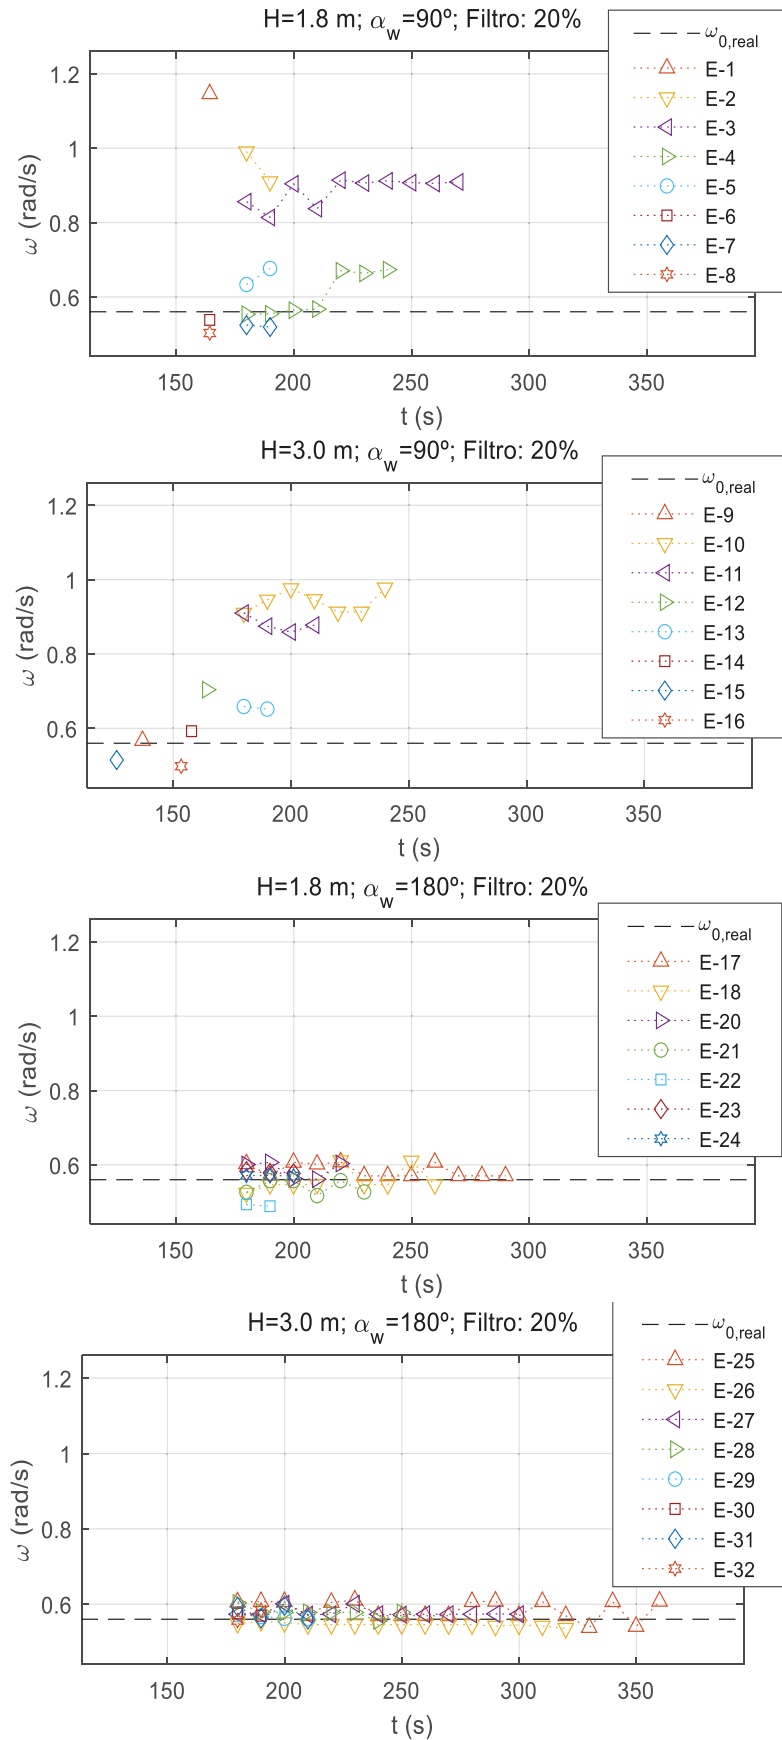 H=1.8 m; α_w=90º; Filtro: 20%
ω_0,real
E-1
E-2
E-3
E-4
E-5
E-6
E-7
E-8
1.2
1
0.8
0.6
ω (rad/s)
150 200 250 300 350
t (s)
H=3.0 m; α_w=90º; Filtro: 20%
ω_0,real
E-9
E-10
E-11
E-12
E-13
E-14
E-15
E-16
1.2
1
0.8
0.6
ω (rad/s)
150 200 250 300 350
t (s)
H=1.8 m; α_w=180º; Filtro: 20%
ω_0,real
E-17
E-18
E-20
E-21
E-22
E-23
E-24
1.2
1
0.8
0.6
ω (rad/s)
150 200 250 300 350
t (s)
H=3.0 m; α_w=180º; Filtro: 20%
ω_0,real
E-25
E-26
E-27
E-28
E-29
E-30
E-31
E-32
1.2
1
0.8
0.6
ω (rad/s)
150 200 250 300 350
t (s)